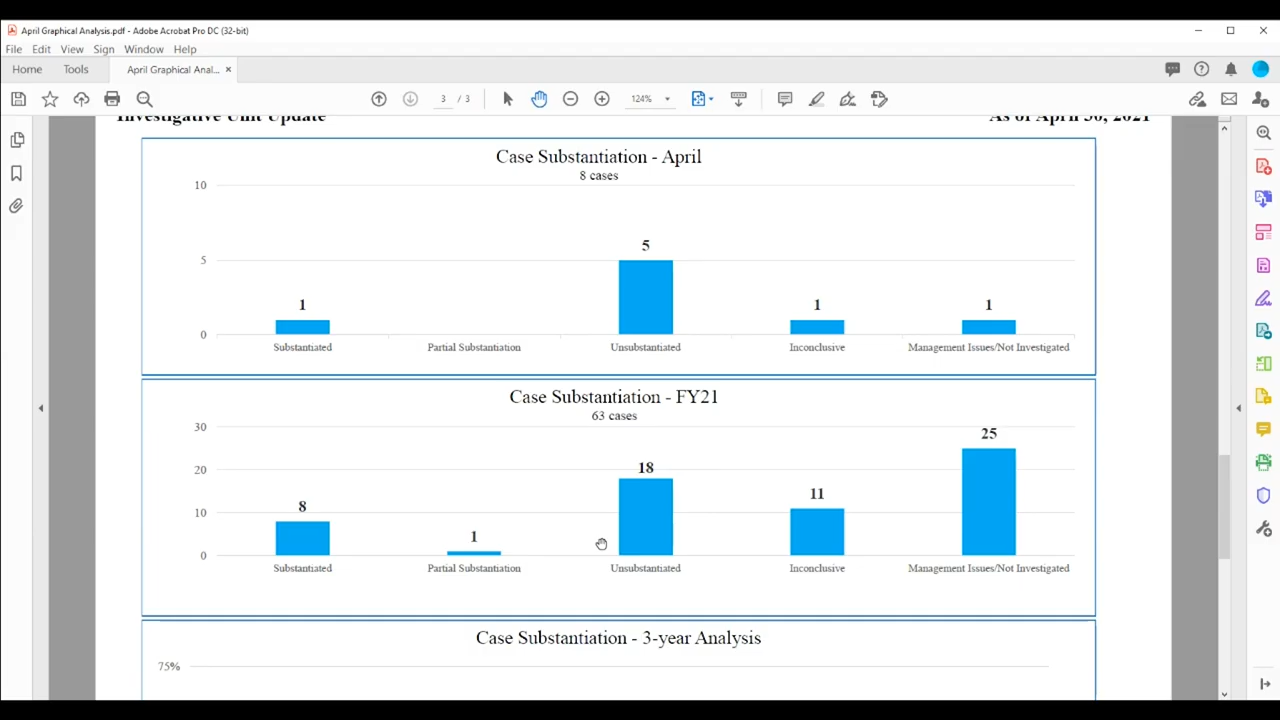 April Graphical Analysis.pdf - Adobe Acrobat Pro DC (32-bit)
File Edit View Sign Window Help
Home Tools April Graphical Anal... ×
3 / 3 124%
Investigative Unit Update As of April 30, 2021
Case Substantiation - April
8 cases
10
5
0
1
5
1
1
Substantiated Partial Substantiation Unsubstantiated Inconclusive Management Issues/Not Investigated
Case Substantiation - FY21
63 cases
30
20
10
0
8
1
18
11
25
Substantiated Partial Substantiation Unsubstantiated Inconclusive Management Issues/Not Investigated
Case Substantiation - 3-year Analysis
75%